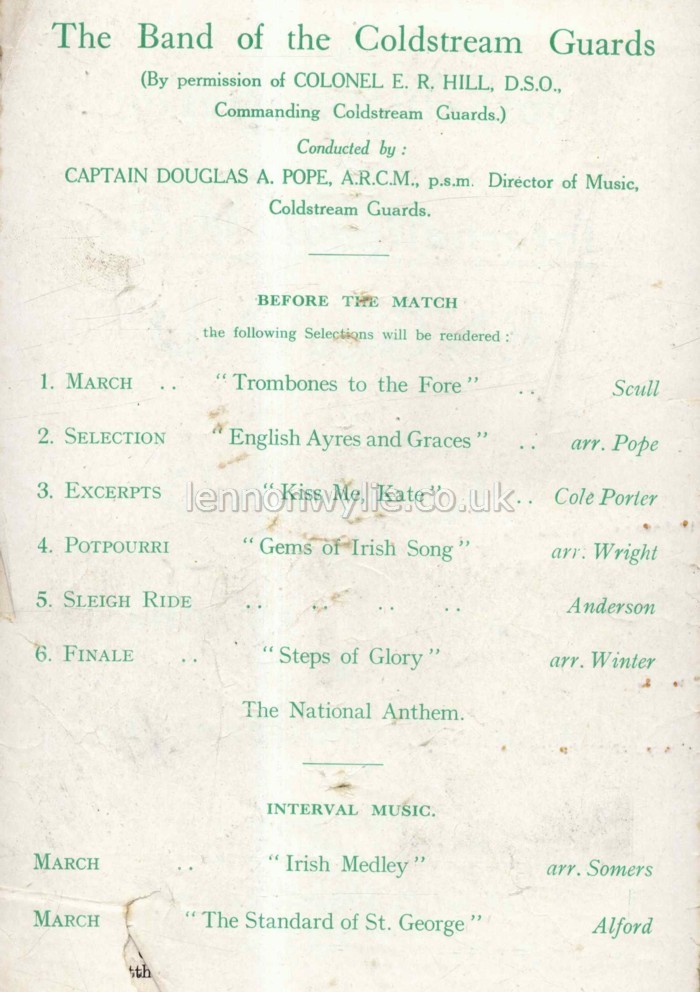 The Band of the Coldstream Guards
(By permission of COLONEL E. R. HILL, D.S.O.,
Commanding Coldstream Guards.)
Conducted by :
CAPTAIN DOUGLAS A. POPE, A.R.C.M., p.s.m. Director of Music,
Coldstream Guards.
BEFORE THE MATCH
the following Selections will be rendered :
1. MARCH .. "Trombones to the Fore" .. Scull
2. SELECTION "English Ayres and Graces" .. arr. Pope
3. EXCERPTS "Kiss Me, Kate" .. Cole Porter
lennonwylie.co.uk
4. POTPOURRI "Gems of Irish Song" arr. Wright
5. SLEIGH RIDE .. .. .. .. Anderson
6. FINALE .. "Steps of Glory" arr. Winter
The National Anthem.
INTERVAL MUSIC.
MARCH .. "Irish Medley" arr. Somers
MARCH "The Standard of St. George" Alford